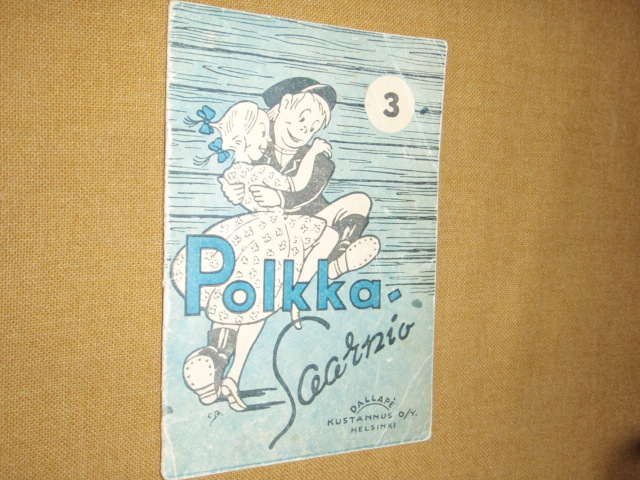 3
Polkka-
Saarnio
DALLAPÉ
KUSTANNUS O/Y.
HELSINKI